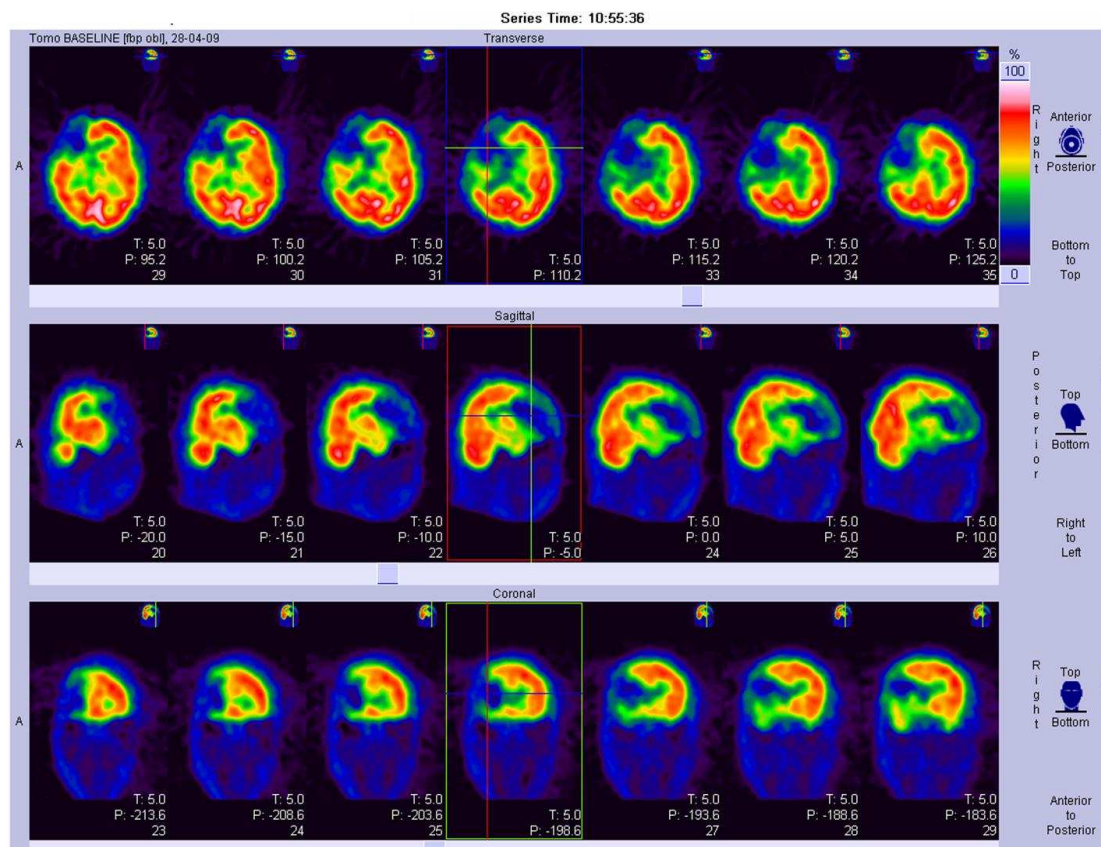 Series Time: 10:55:36
Tomo BASELINE [fbp obl], 28-04-09
Transverse
%
100
Right
Anterior
Posterior
A
Bottom
to
Top
0
T: 5.0
P: 95.2
29
T: 5.0
P: 100.2
30
T: 5.0
P: 105.2
31
T: 5.0
P: 110.2
T: 5.0
P: 115.2
33
T: 5.0
P: 120.2
34
T: 5.0
P: 125.2
35
Sagittal
A
Posterior
Top
Bottom
Right
to
Left
T: 5.0
P: -20.0
20
T: 5.0
P: -15.0
21
T: 5.0
P: -10.0
22
T: 5.0
P: -5.0
T: 5.0
P: 0.0
24
T: 5.0
P: 5.0
25
T: 5.0
P: 10.0
26
Coronal
A
Right
Top
Bottom
Anterior
to
Posterior
T: 5.0
P: -213.6
23
T: 5.0
P: -208.6
24
T: 5.0
P: -203.6
25
T: 5.0
P: -198.6
T: 5.0
P: -193.6
27
T: 5.0
P: -188.6
28
T: 5.0
P: -183.6
29